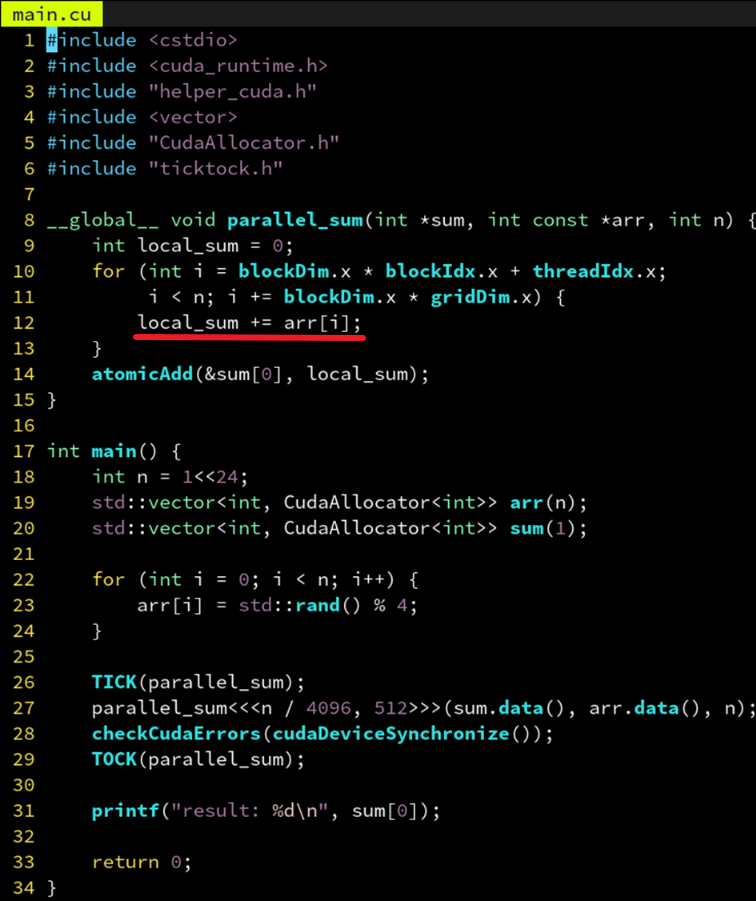 main.cu
1 #include <cstdio>
2 #include <cuda_runtime.h>
3 #include "helper_cuda.h"
4 #include <vector>
5 #include "CudaAllocator.h"
6 #include "ticktock.h"
7
8 __global__ void parallel_sum(int *sum, int const *arr, int n) {
9     int local_sum = 0;
10     for (int i = blockDim.x * blockIdx.x + threadIdx.x;
11          i < n; i += blockDim.x * gridDim.x) {
12         local_sum += arr[i];
13     }
14     atomicAdd(&sum[0], local_sum);
15 }
16
17 int main() {
18     int n = 1<<24;
19     std::vector<int, CudaAllocator<int>> arr(n);
20     std::vector<int, CudaAllocator<int>> sum(1);
21
22     for (int i = 0; i < n; i++) {
23         arr[i] = std::rand() % 4;
24     }
25
26     TICK(parallel_sum);
27     parallel_sum<<<n / 4096, 512>>>(sum.data(), arr.data(), n);
28     checkCudaErrors(cudaDeviceSynchronize());
29     TOCK(parallel_sum);
30
31     printf("result: %d\n", sum[0]);
32
33     return 0;
34 }